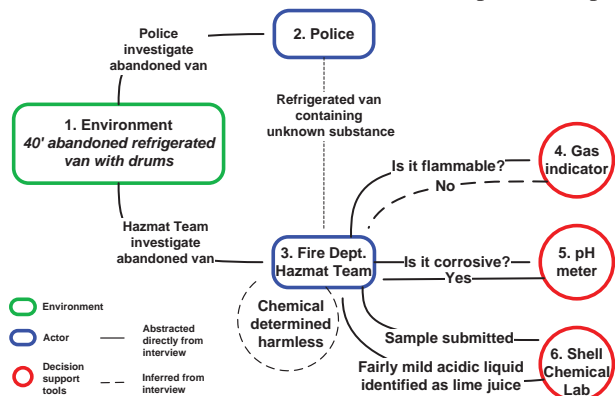 Police
investigate
abandoned van
2. Police
Refrigerated van
containing
unknown substance
1. Environment
40' abandoned refrigerated
van with drums
Hazmat Team
investigate
abandoned van
3. Fire Dept.
Hazmat Team
Is it flammable?
No
4. Gas
indicator
Is it corrosive?
Yes
5. pH
meter
Chemical
determined
harmless
Sample submitted
Fairly mild acidic liquid
identified as lime juice
6. Shell
Chemical
Lab
Environment
Actor
Decision
support
tools
Abstracted
directly from
interview
Inferred from
interview